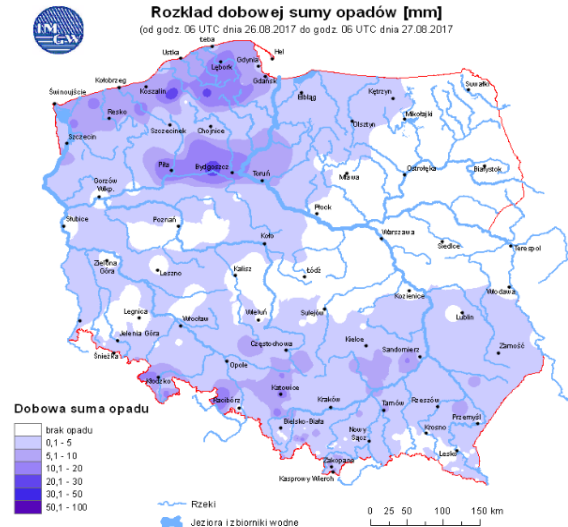 Rozkład dobowej sumy opadów [mm]
(od godz. 06 UTC dnia 26.08.2017 do godz. 06 UTC dnia 27.08.2017
IM
GW
Łeba
Ustka
Hel
Lębork
Gdynia
Gdańsk
Kołobrzeg
Koszalin
Świnoujście
Resko
Elbląg
Kętrzyn
Suwałki
Mikołajki
Olsztyn
Szczecin
Szczecinek
Chojnice
Piła
Bydgoszcz
Toruń
Mława
Ostrołęka
Białystok
Gorzów
Wlkp.
Płock
Słubice
Poznań
Koło
Warszawa
Siedlce
Terespol
Zielona
Góra
Leszno
Kalisz
Łódź
Kozienice
Włodawa
Legnica
Wrocław
Wieluń
Sulejów
Lublin
Jelenia Góra
Śnieżka
Częstochowa
Kielce
Sandomierz
Zamość
Opole
Kłodzko
Racibórz
Katowice
Kraków
Tarnów
Rzeszów
Przemyśl
Bielsko-Biała
Nowy
Sącz
Krosno
Lesko
Zakopane
Kasprowy Wierch
Dobowa suma opadu
brak opadu
0,1 - 5
5,1 - 10
10,1 - 20
20,1 - 30
30,1 - 50
50,1 - 100
Rzeki
Jeziora i zbiorniki wodne
0 25 50 100 150 km